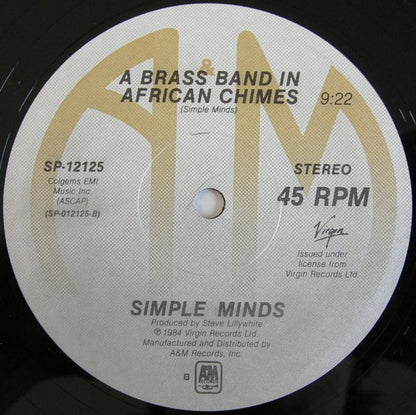 A&M
A BRASS BAND IN
AFRICAN CHIMES 9:22
(Simple Minds)
SP-12125
Colgems EMI
Music Inc.
(ASCAP)
(SP-012125-B)
STEREO
45 RPM
Virgin
Issued under
license from
Virgin Records Ltd.
SIMPLE MINDS
Produced by Steve Lillywhite
℗1984 Virgin Records Ltd.
Manufactured and Distributed by
A&M Records, Inc.
B
A&M
RECORDS